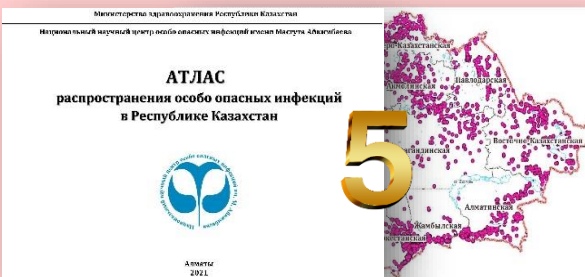 Министерство здравоохранения Республики Казахстан
Национальный научный центр особо опасных инфекций имени Масгута Айкимбаева
АТЛАС
распространения особо опасных инфекций
в Республике Казахстан
Алматы
2021
5
Казахстанская
Акмолинская
Павлодарская
Восточно-Казахстанская
Алматинская
Жамбылская